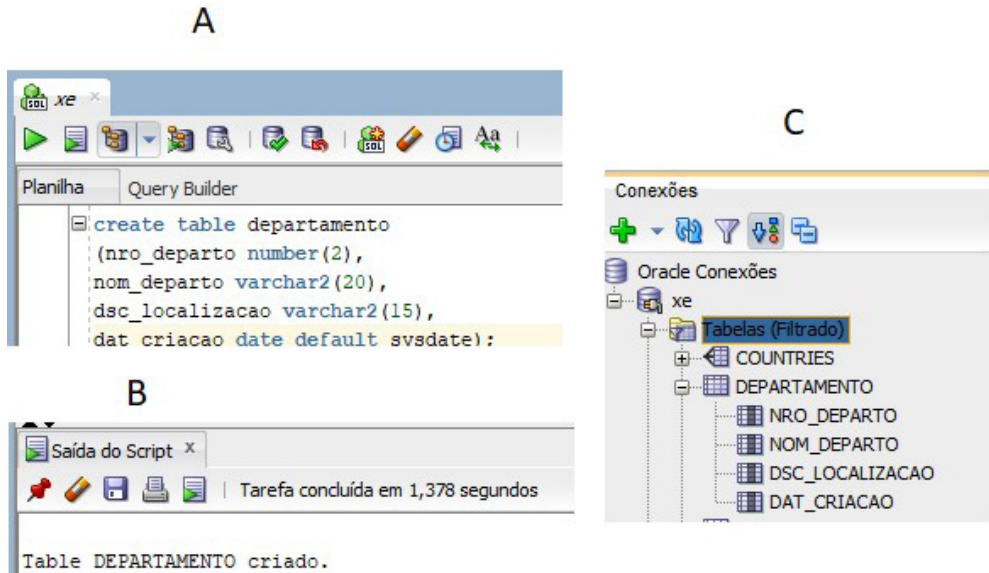 A
xe
Planilha
Query Builder
create table departamento
(nro_departo number(2),
nom_departo varchar2(20),
dsc_localizacao varchar2(15),
dat_criacao date default sysdate);
B
Saída do Script x
Tarefa concluída em 1,378 segundos
Table DEPARTAMENTO criado.
C
Conexões
Oracle Conexões
xe
Tabelas (Filtrado)
COUNTRIES
DEPARTAMENTO
NRO_DEPARTO
NOM_DEPARTO
DSC_LOCALIZACAO
DAT_CRIACAO